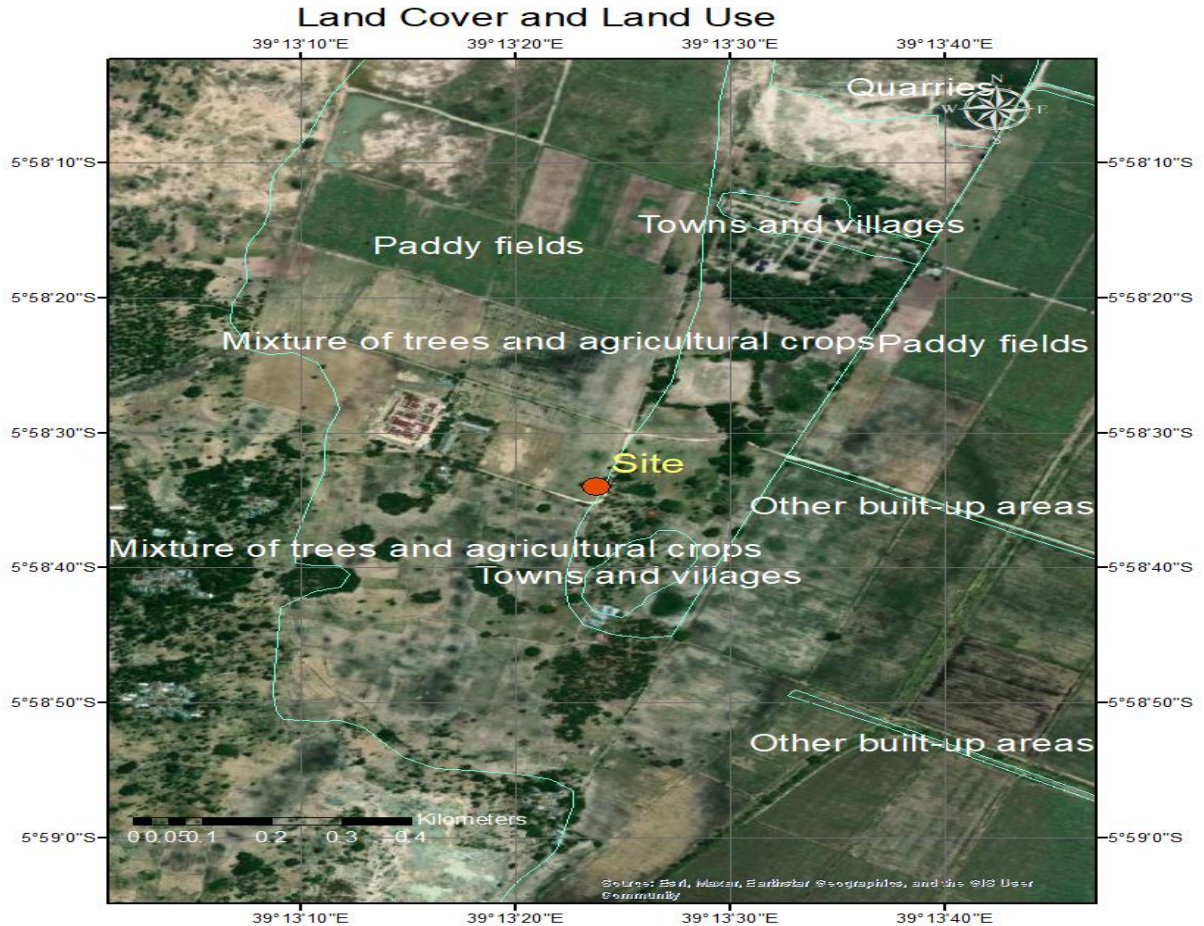 Land Cover and Land Use
39°13'10"E 39°13'20"E 39°13'30"E 39°13'40"E
Quarries
N
W E
S
5°58'10"S 5°58'10"S
Towns and villages
Paddy fields
5°58'20"S 5°58'20"S
Mixture of trees and agricultural crops Paddy fields
5°58'30"S 5°58'30"S
Site
Other built-up areas
Mixture of trees and agricultural crops
5°58'40"S 5°58'40"S
Towns and villages
5°58'50"S 5°58'50"S
Other built-up areas
Kilometers
0 0.05 0.1 0.2 0.3 0.4
5°59'0"S 5°59'0"S
Source: Esri, Maxar, Earthstar Geographics, and the GIS User
Community
39°13'10"E 39°13'20"E 39°13'30"E 39°13'40"E